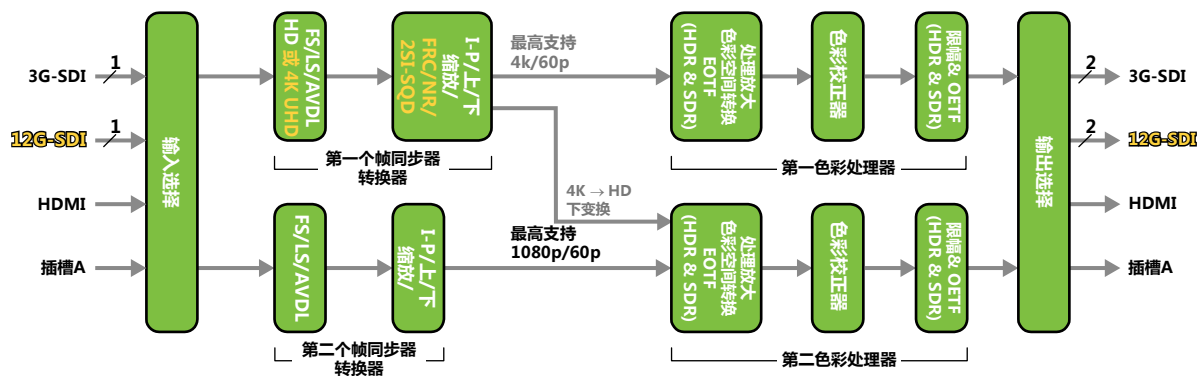 3G-SDI
1
12G-SDI
1
HDMI
插槽A
输入选择
FS/LS/AVDL
HD 或 4K UHD
I-P/上/下
缩放/
FRC/NR/
2SI-SQD
第一个帧同步器
转换器
最高支持
4k/60p
4K → HD
下变换
FS/LS/AVDL
I-P/上/下
缩放/
第二个帧同步器
转换器
最高支持
1080p/60p
处理放大
色彩空间转换
EOTF
(HDR & SDR)
色彩校正器
限幅& OETF
(HDR & SDR)
第一色彩处理器
处理放大
色彩空间转换
EOTF
(HDR & SDR)
色彩校正器
限幅& OETF
(HDR & SDR)
第二色彩处理器
输出选择
2
3G-SDI
2
12G-SDI
HDMI
插槽A